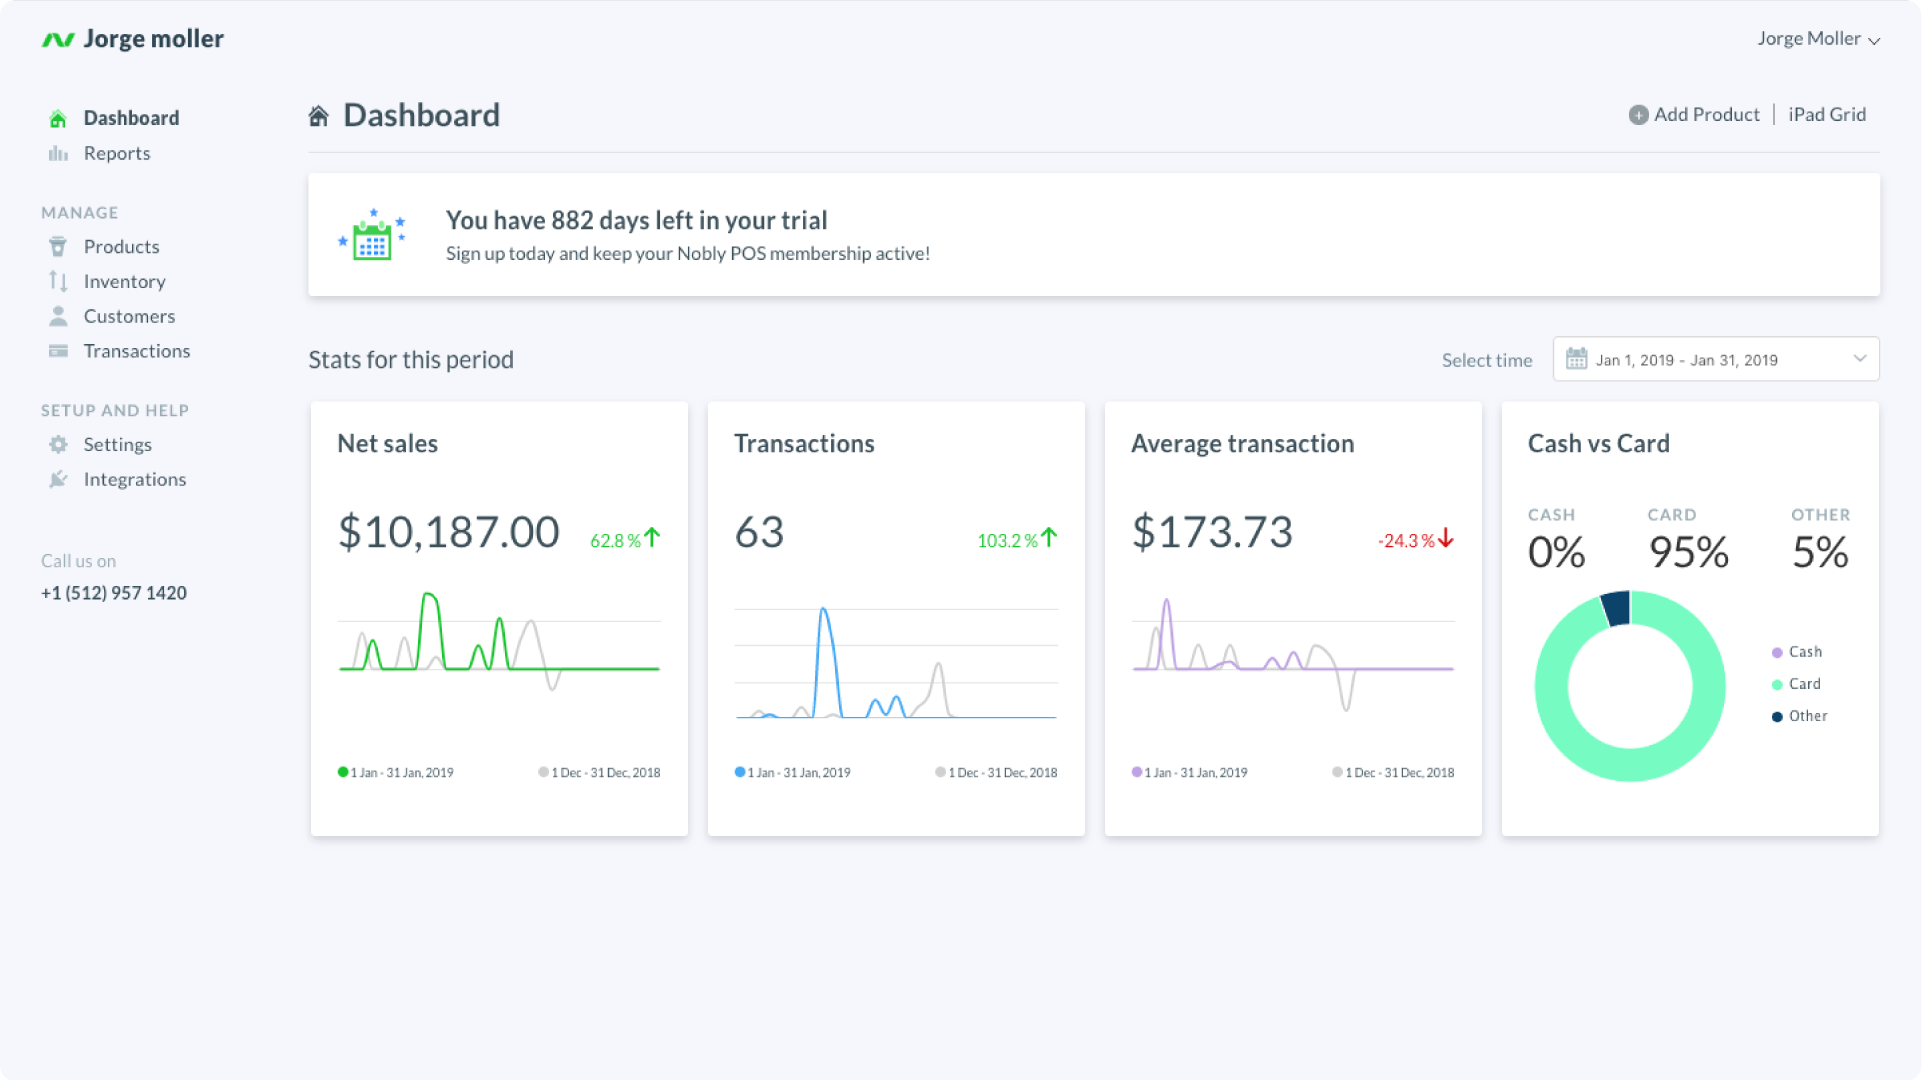 Jorge moller
Jorge Moller
Dashboard
Reports
MANAGE
Products
Inventory
Customers
Transactions
SETUP AND HELP
Settings
Integrations
Call us on
+1 (512) 957 1420
Dashboard
Add Product | iPad Grid
You have 882 days left in your trial
Sign up today and keep your Nobly POS membership active!
Stats for this period
Select time
Jan 1, 2019 - Jan 31, 2019
Net sales
$10,187.00
62.8 %
1 Jan - 31 Jan, 2019
1 Dec - 31 Dec, 2018
Transactions
63
103.2 %
1 Jan - 31 Jan, 2019
1 Dec - 31 Dec, 2018
Average transaction
$173.73
-24.3 %
1 Jan - 31 Jan, 2019
1 Dec - 31 Dec, 2018
Cash vs Card
CASH CARD OTHER
0% 95% 5%
Cash
Card
Other